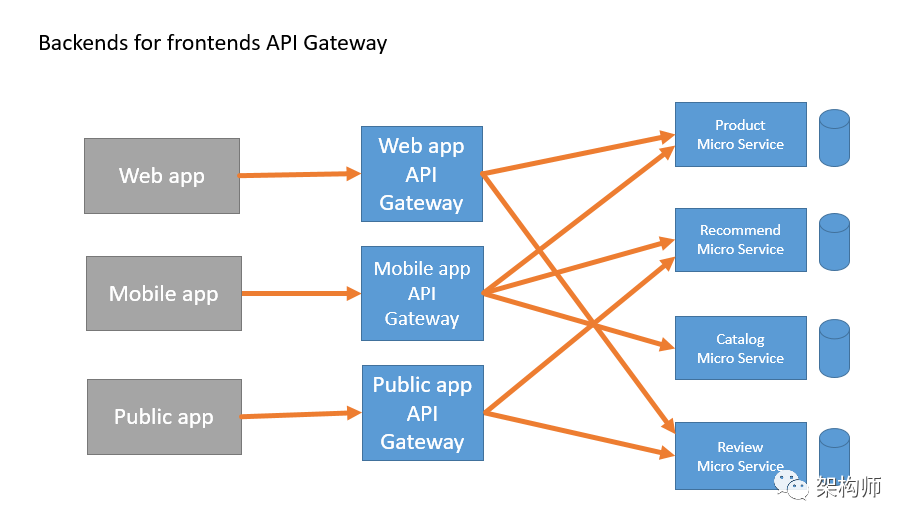 Backends for frontends API Gateway
Web app
Mobile app
Public app
Web app
API
Gateway
Mobile app
API
Gateway
Public app
API
Gateway
Product
Micro Service
Recommend
Micro Service
Catalog
Micro Service
Review
Micro Service
架构师